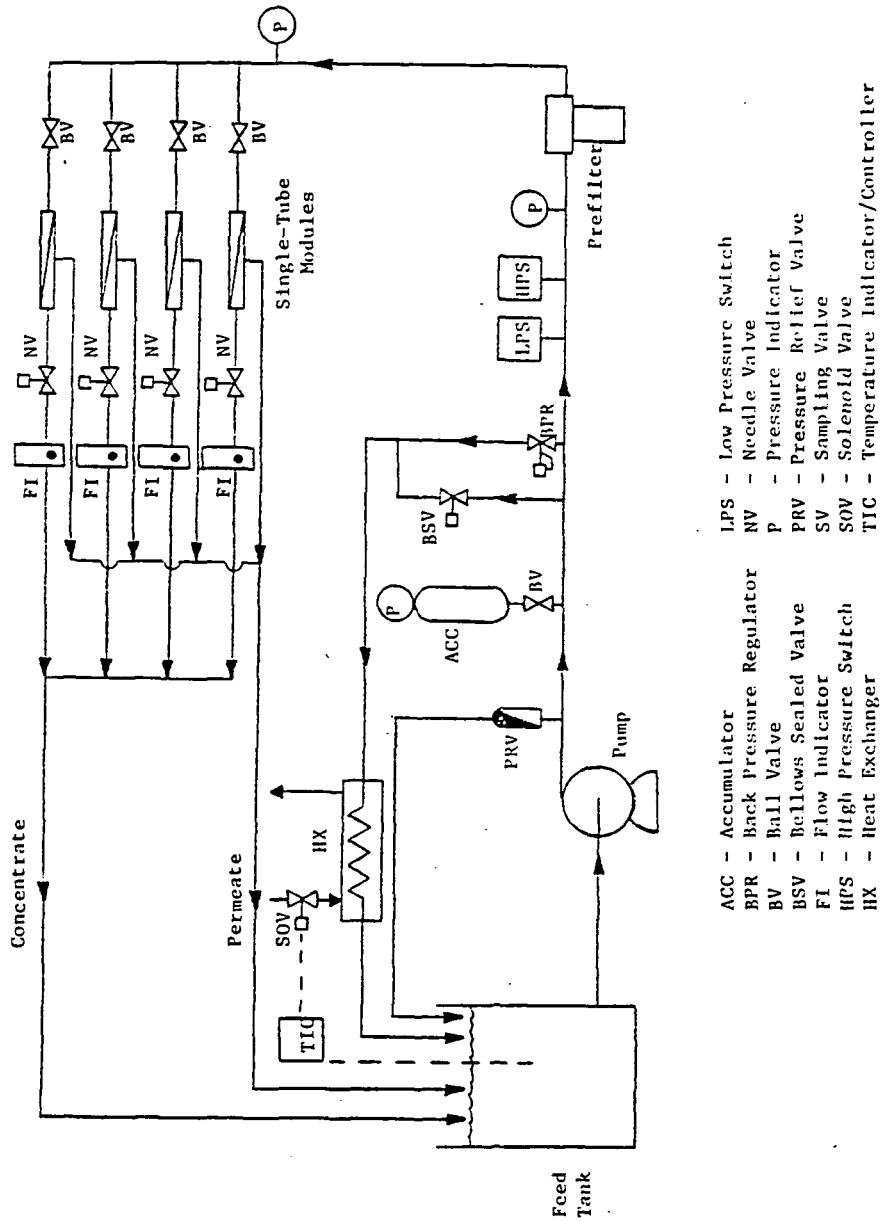 P
BV
BV
BV
BV
Single-Tube
Modules
NV
NV
NV
NV
FI
FI
FI
FI
Concentrate
Permeate
SOV
TIC
HX
BSV
BPR
LPS
HPS
P
Prefilter
P
ACC
BV
PRV
Pump
Feed
Tank
ACC - Accumulator
BPR - Back Pressure Regulator
BV - Ball Valve
BSV - Bellows Sealed Valve
FI - Flow Indicator
HPS - High Pressure Switch
HX - Heat Exchanger
LPS - Low Pressure Switch
NV - Needle Valve
P - Pressure Indicator
PRV - Pressure Relief Valve
SV - Sampling Valve
SOV - Solenoid Valve
TIC - Temperature Indicator/Controller